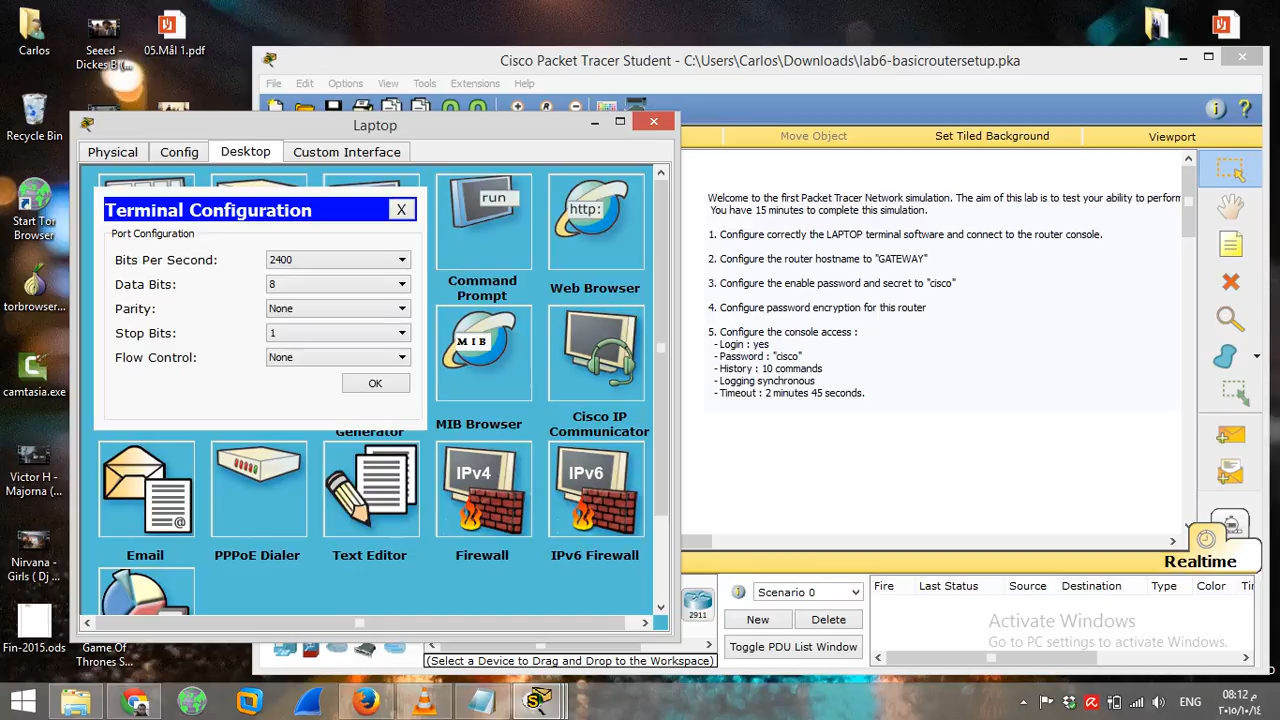 Carlos
Seeed -
Dickes B (...
05.Mål 1.pdf
Recycle Bin
Start Tor
Browser
torbrowser...
camtasia.exe
Victor H -
Majorna (...
Nirvana -
Girls ( Dj ...
Fin-2015.ods
Game Of
Thrones S...
Cisco Packet Tracer Student - C:\Users\Carlos\Downloads\lab6-basicroutersetup.pka
File Edit Options View Tools Extensions Help
Move Object Set Tiled Background Viewport
Laptop
Physical Config Desktop Custom Interface
Terminal Configuration X
Port Configuration
Bits Per Second: 2400
Data Bits: 8
Parity: None
Stop Bits: 1
Flow Control: None
OK
run
http:
Command
Prompt
Web Browser
MIB
Generator
MIB Browser
Cisco IP
Communicator
IPv4
IPv6
Email
PPPoE Dialer
Text Editor
Firewall
IPv6 Firewall
Welcome to the first Packet Tracer Network simulation. The aim of this lab is to test your ability to perform
You have 15 minutes to complete this simulation.
1. Configure correctly the LAPTOP terminal software and connect to the router console.
2. Configure the router hostname to "GATEWAY"
3. Configure the enable password and secret to "cisco"
4. Configure password encryption for this router
5. Configure the console access :
- Login : yes
- Password : "cisco"
- History : 10 commands
- Logging synchronous
- Timeout : 2 minutes 45 seconds.
Realtime
2911
Scenario 0
New Delete
Toggle PDU List Window
Fire Last Status Source Destination Type Color
(Select a Device to Drag and Drop to the Workspace)
Activate Windows
Go to PC settings to activate Windows.
ENG
08:12 م
٢٠١٥/١٠/١٤